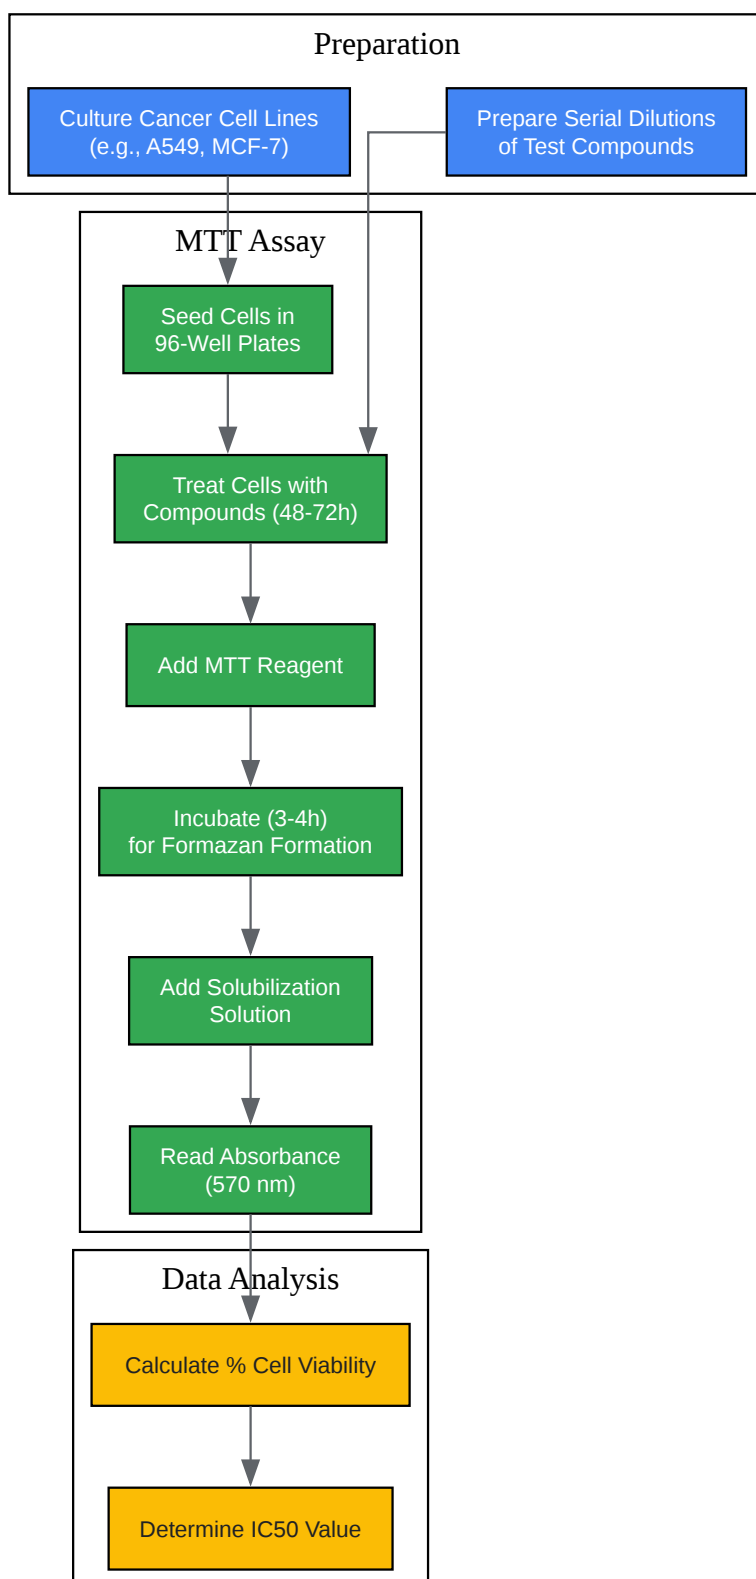 Preparation
Culture Cancer Cell Lines
(e.g., A549, MCF-7)
Prepare Serial Dilutions
of Test Compounds
MTT Assay
Seed Cells in
96-Well Plates
Treat Cells with
Compounds (48-72h)
Add MTT Reagent
Incubate (3-4h)
for Formazan Formation
Add Solubilization
Solution
Read Absorbance
(570 nm)
Data Analysis
Calculate % Cell Viability
Determine IC50 Value